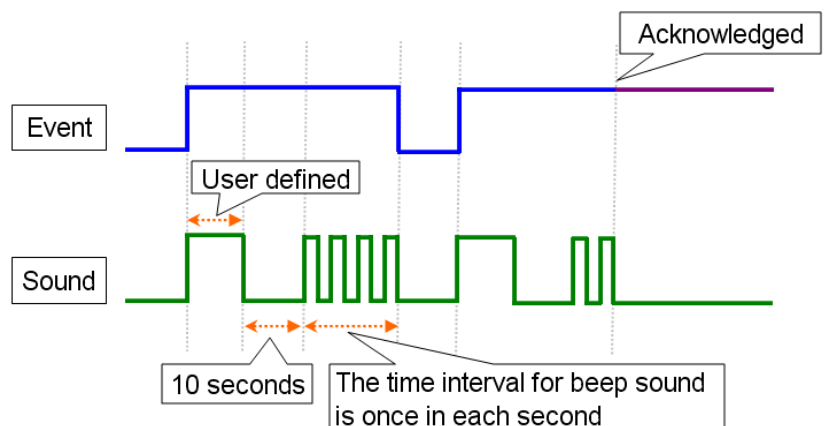 Acknowledged
Event
User defined
Sound
10 seconds
The time interval for beep sound
is once in each second